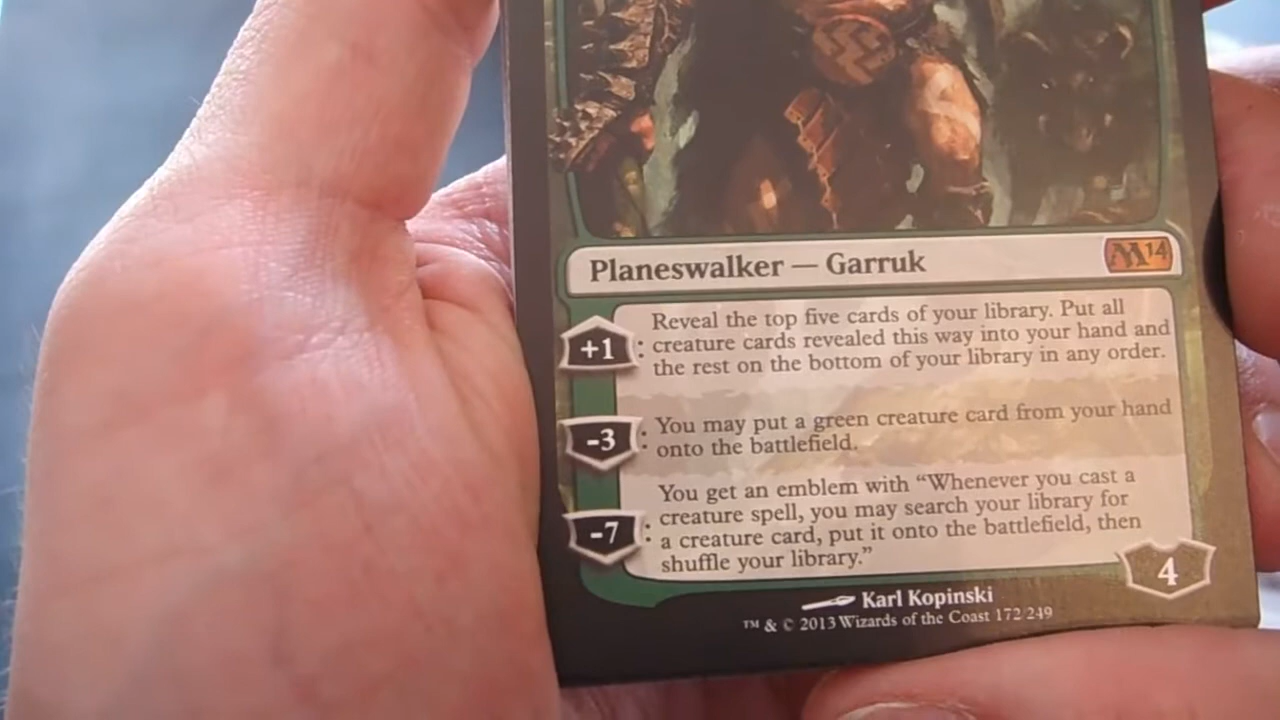 Planeswalker — Garruk
M14
Reveal the top five cards of your library. Put all
+1: creature cards revealed this way into your hand and
the rest on the bottom of your library in any order.
-3: You may put a green creature card from your hand
onto the battlefield.
You get an emblem with “Whenever you cast a
creature spell, you may search your library for
-7: a creature card, put it onto the battlefield, then
shuffle your library.”
4
Karl Kopinski
™ & © 2013 Wizards of the Coast 172/249